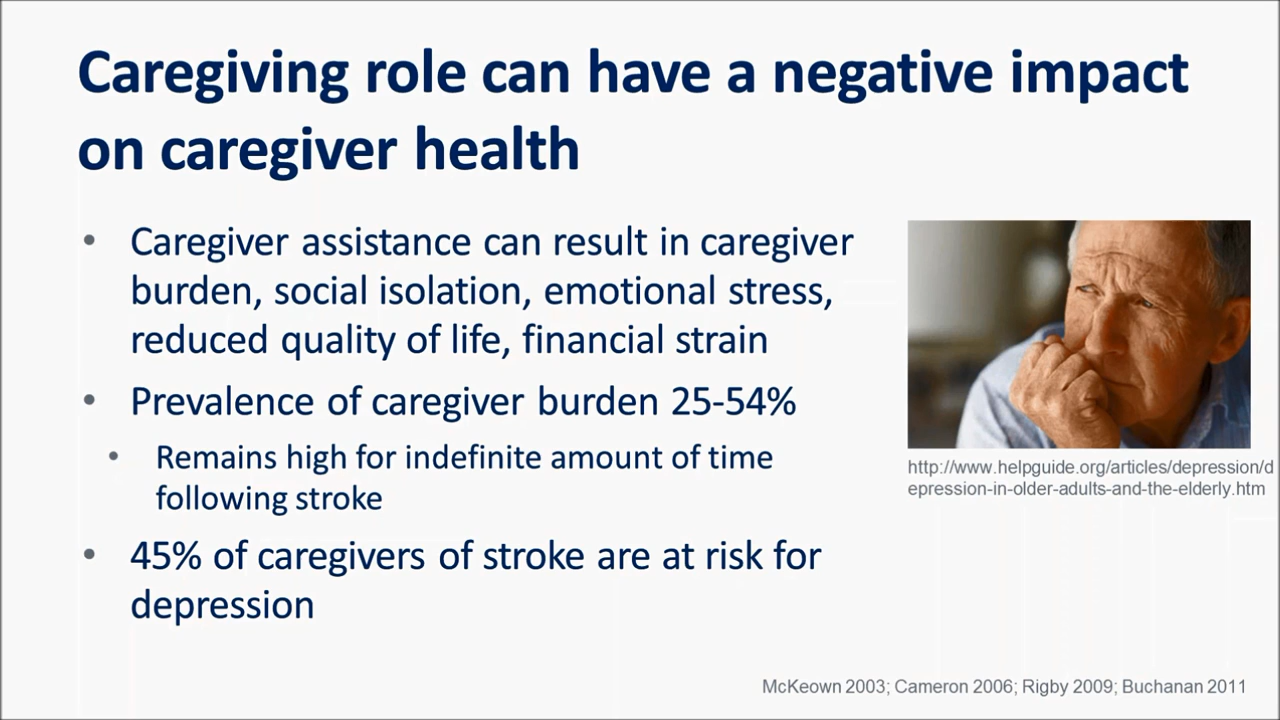 Caregiving role can have a negative impact
on caregiver health
• Caregiver assistance can result in caregiver
burden, social isolation, emotional stress,
reduced quality of life, financial strain
• Prevalence of caregiver burden 25-54%
• Remains high for indefinite amount of time
following stroke
• 45% of caregivers of stroke are at risk for
depression
http://www.helpguide.org/articles/depression/d
epression-in-older-adults-and-the-elderly.htm
McKeown 2003; Cameron 2006; Rigby 2009; Buchanan 2011